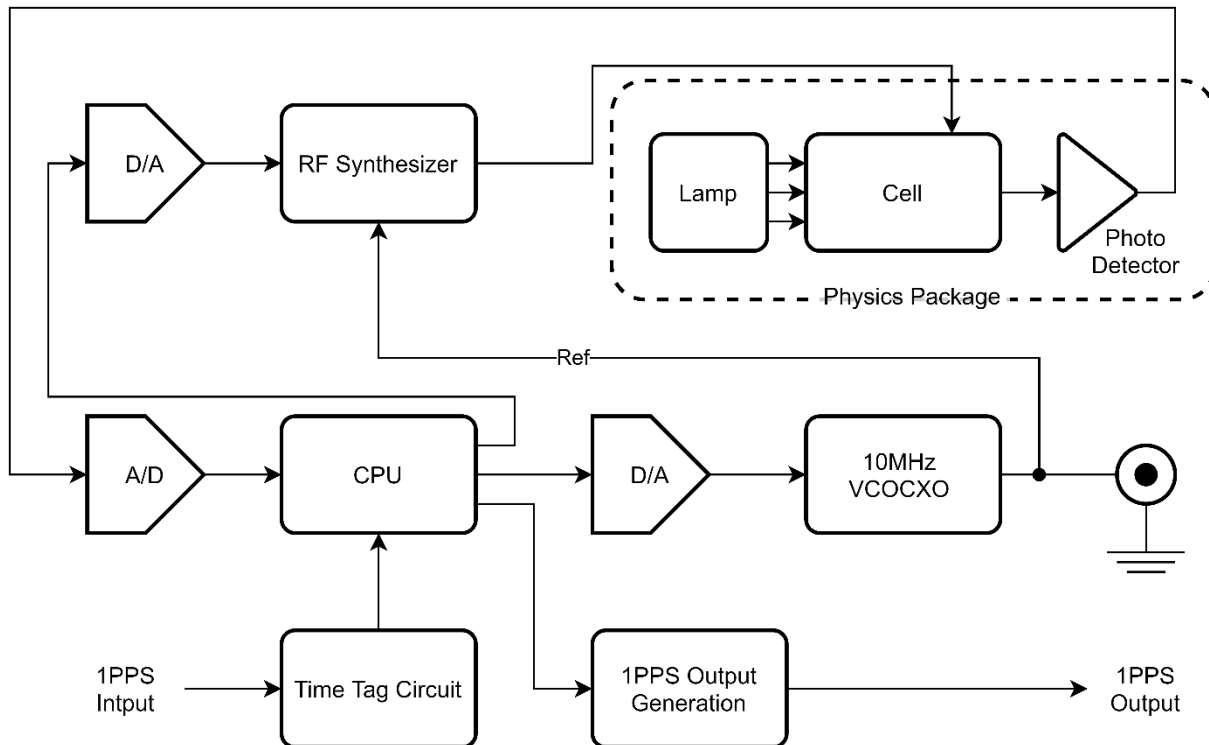 D/A
RF Synthesizer
Lamp
Cell
Photo
Detector
Physics Package
Ref
A/D
CPU
D/A
10MHz
VCOCXO
1PPS
Intput
Time Tag Circuit
1PPS Output
Generation
1PPS
Output